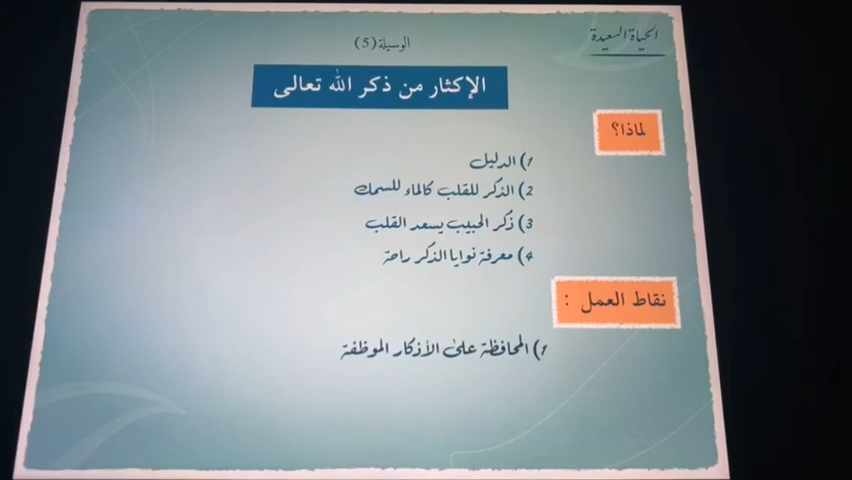 الحياة السعيدة
الوسيلة (5)
الإكثار من ذكر الله تعالى
لماذا؟
1) الدليل
2) الذكر للقلب كالماء للسمك
3) ذكر الحبيب يسعد القلب
4) معرفة نوايا الذكر راحة
نقاط العمل :
1) المحافظة على الأذكار الموظفة